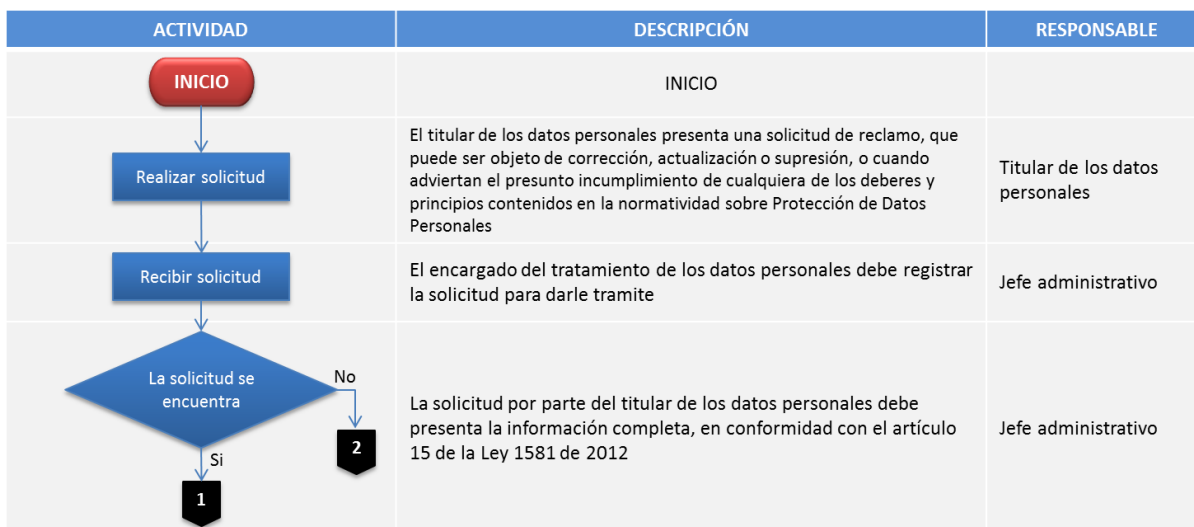 ACTIVIDAD
DESCRIPCIÓN
RESPONSABLE
INICIO
INICIO
Realizar solicitud
El titular de los datos personales presenta una solicitud de reclamo, que
puede ser objeto de corrección, actualización o supresión, o cuando
adviertan el presunto incumplimiento de cualquiera de los deberes y
principios contenidos en la normatividad sobre Protección de Datos
Personales
Titular de los datos
personales
Recibir solicitud
El encargado del tratamiento de los datos personales debe registrar
la solicitud para darle tramite
Jefe administrativo
La solicitud se
encuentra
No
2
Si
1
La solicitud por parte del titular de los datos personales debe
presenta la información completa, en conformidad con el artículo
15 de la Ley 1581 de 2012
Jefe administrativo